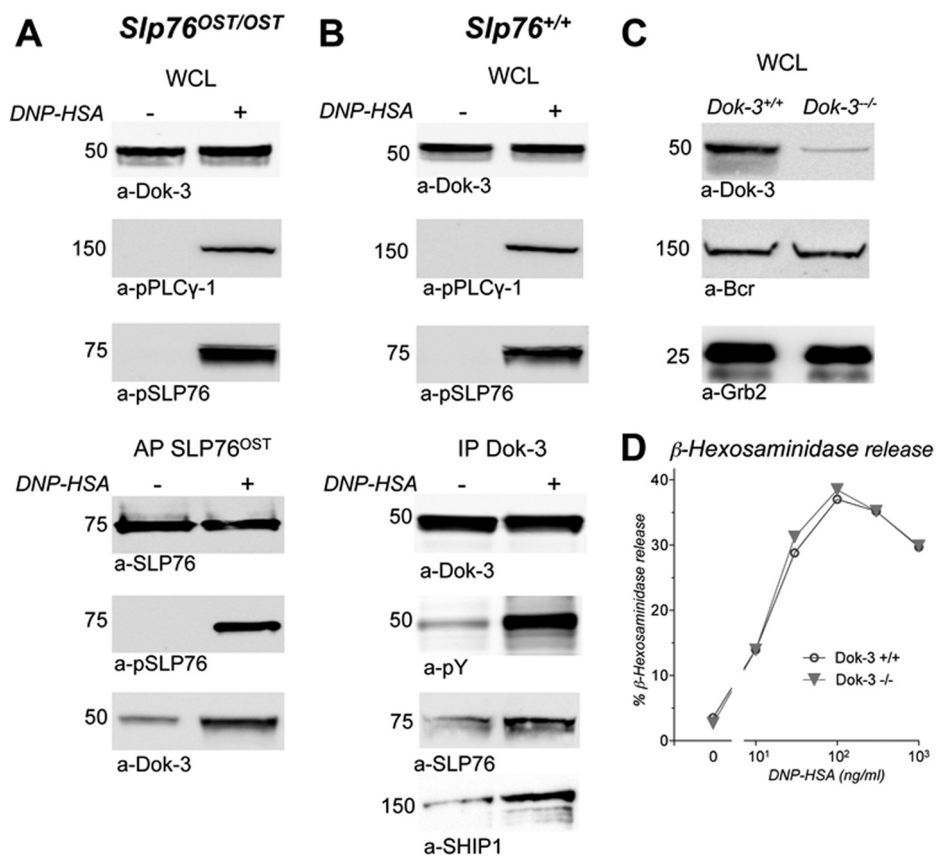 A
Slp76OST/OST
WCL
DNP-HSA - +
50
a-Dok-3
150
a-pPLCγ-1
75
a-pSLP76
AP SLP76OST
DNP-HSA - +
75
a-SLP76
75
a-pSLP76
50
a-Dok-3
B
Slp76+/+
WCL
DNP-HSA - +
50
a-Dok-3
150
a-pPLCγ-1
75
a-pSLP76
IP Dok-3
DNP-HSA - +
50
a-Dok-3
50
a-pY
75
a-SLP76
150
a-SHIP1
C
WCL
Dok-3+/+ Dok-3--/-
50
a-Dok-3
150
a-Bcr
25
a-Grb2
D β-Hexosaminidase release
% β-Hexosaminidase release
40
30
20
10
0
Dok-3 +/+
Dok-3 -/-
0 10¹ 10² 10³
DNP-HSA (ng/ml)